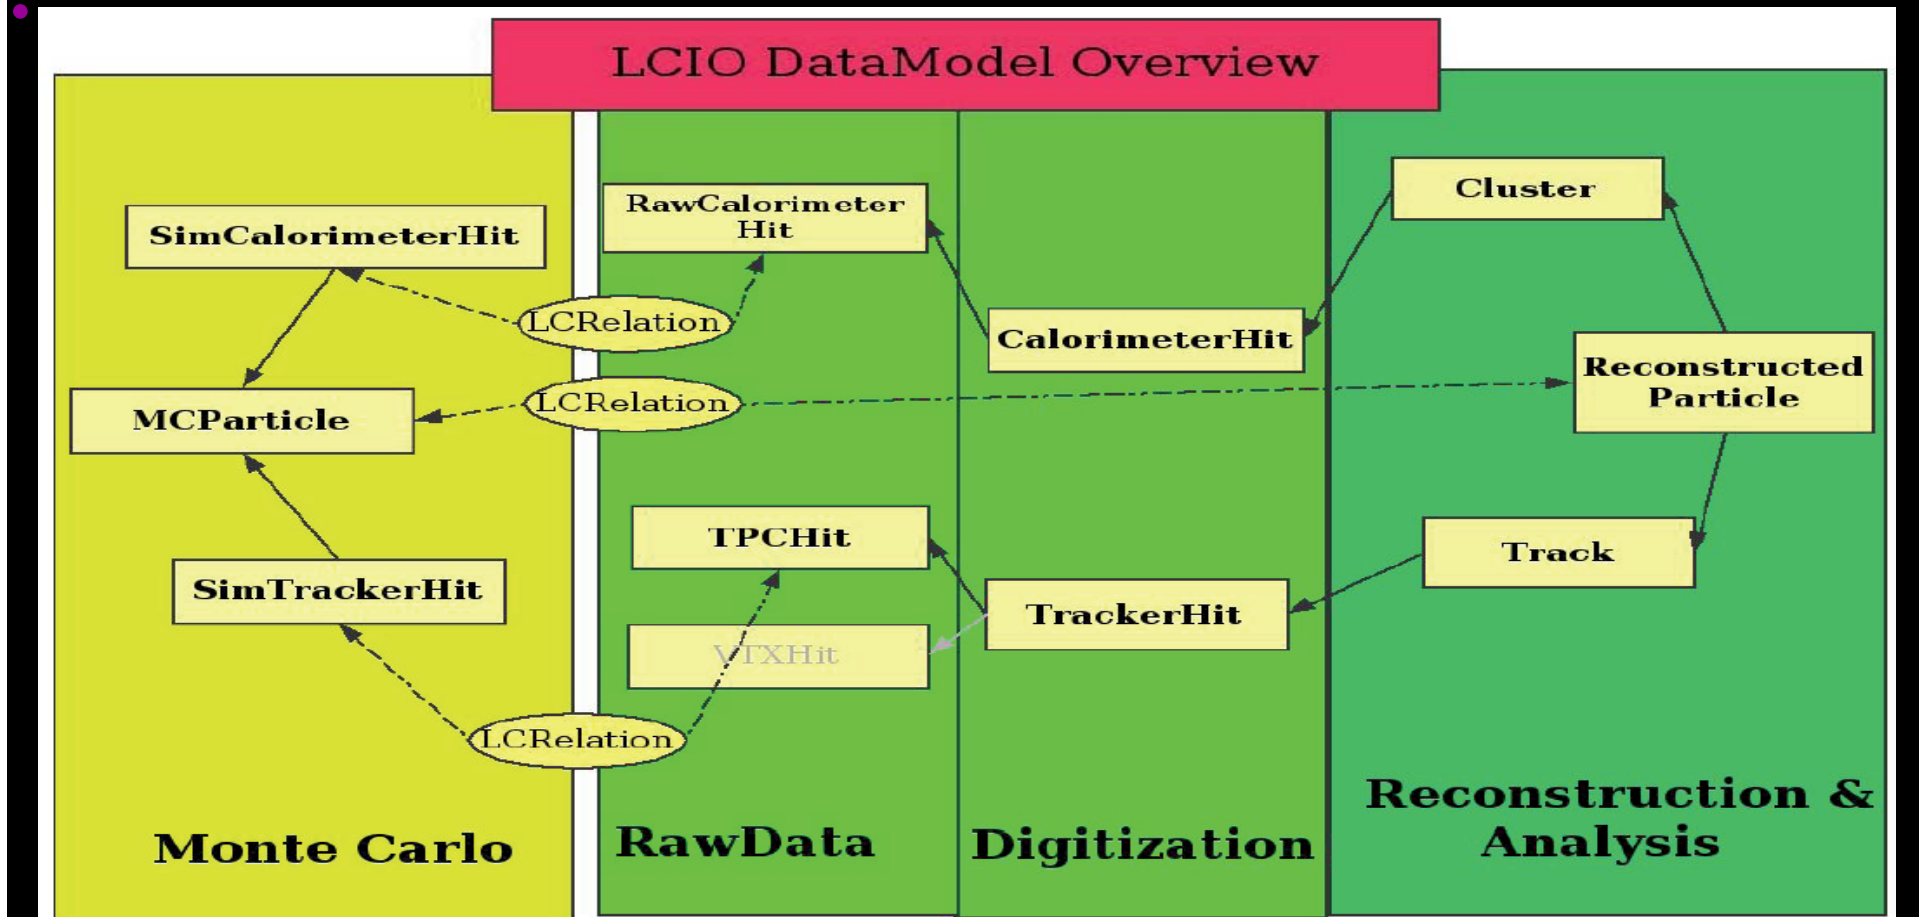 LCIO DataModel Overview
SimCalorimeterHit
LCRelation
MCParticle
LCRelation
SimTrackerHit
LCRelation
Monte Carlo
RawCalorimeter
Hit
TPCHit
VTXHit
RawData
CalorimeterHit
TrackerHit
Digitization
Cluster
Reconstructed
Particle
Track
Reconstruction &
Analysis